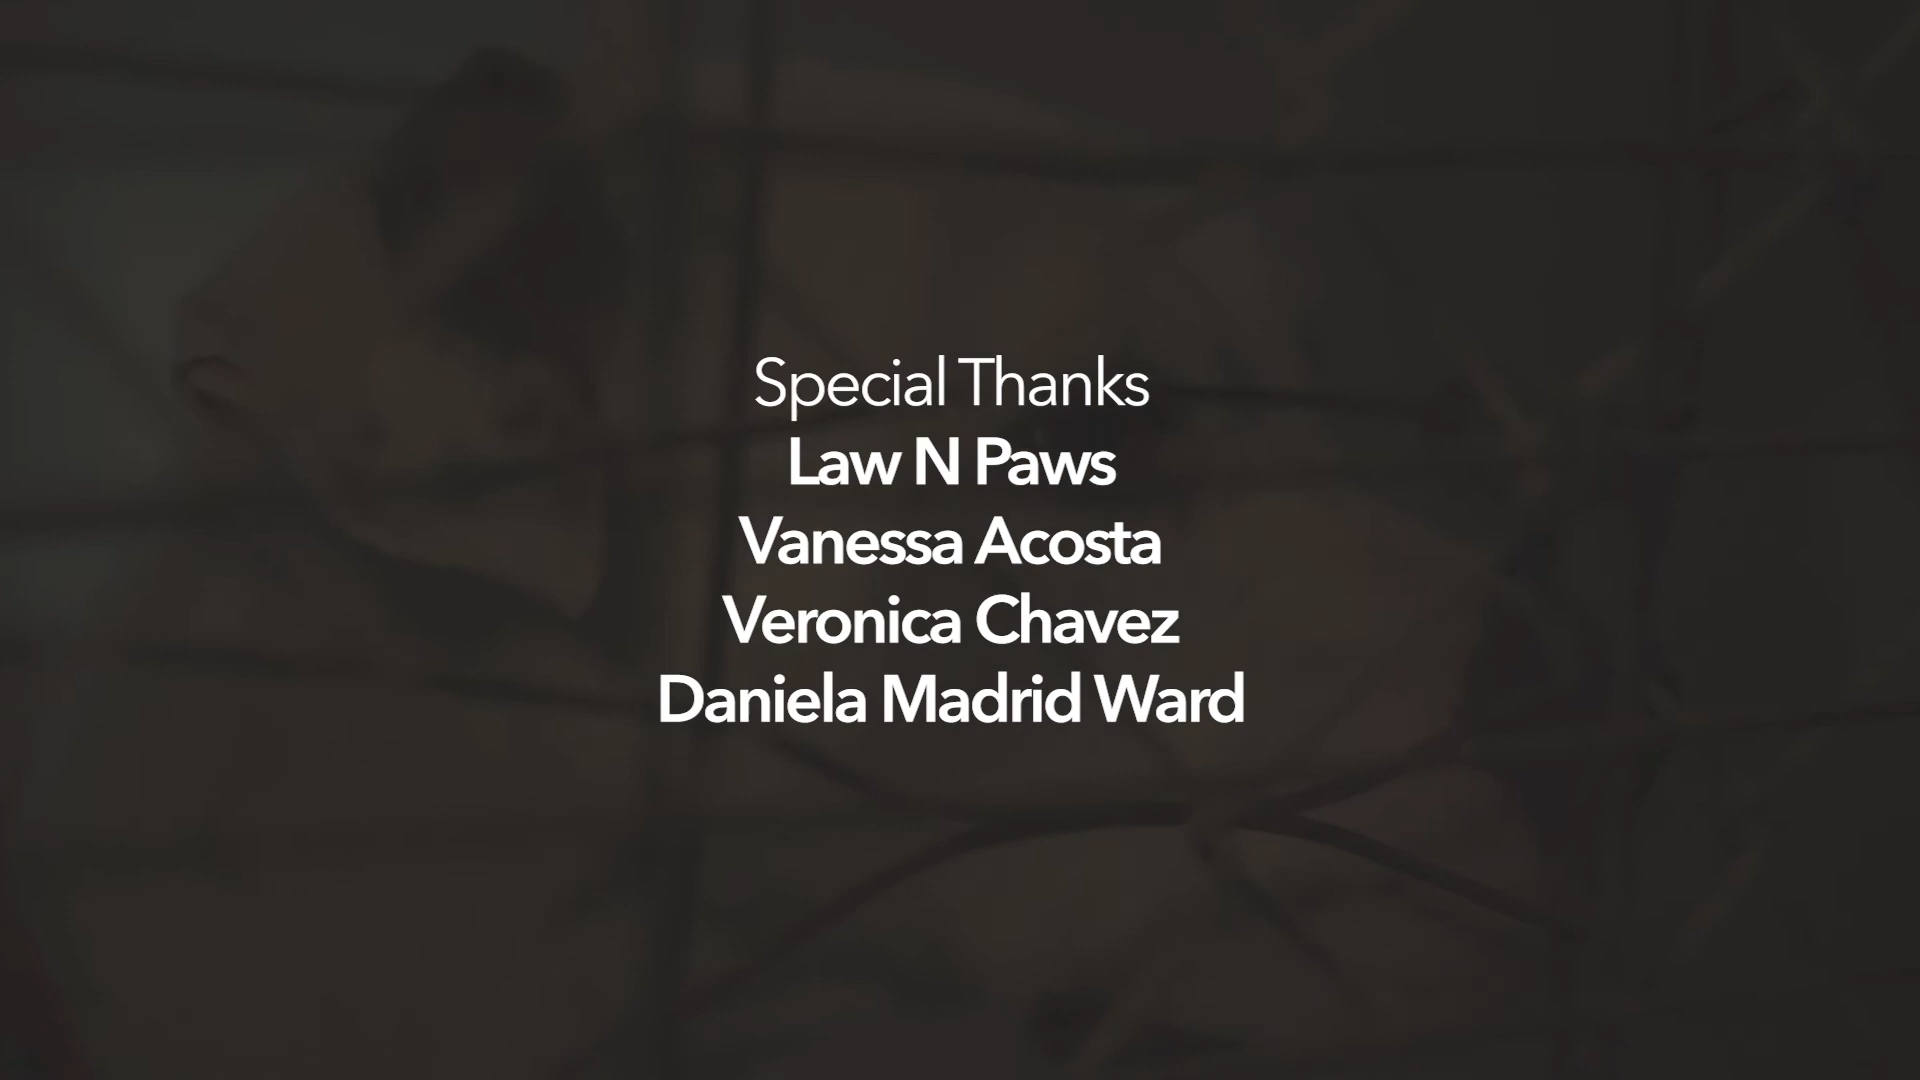 Special Thanks
Law N Paws
Vanessa Acosta
Veronica Chavez
Daniela Madrid Ward